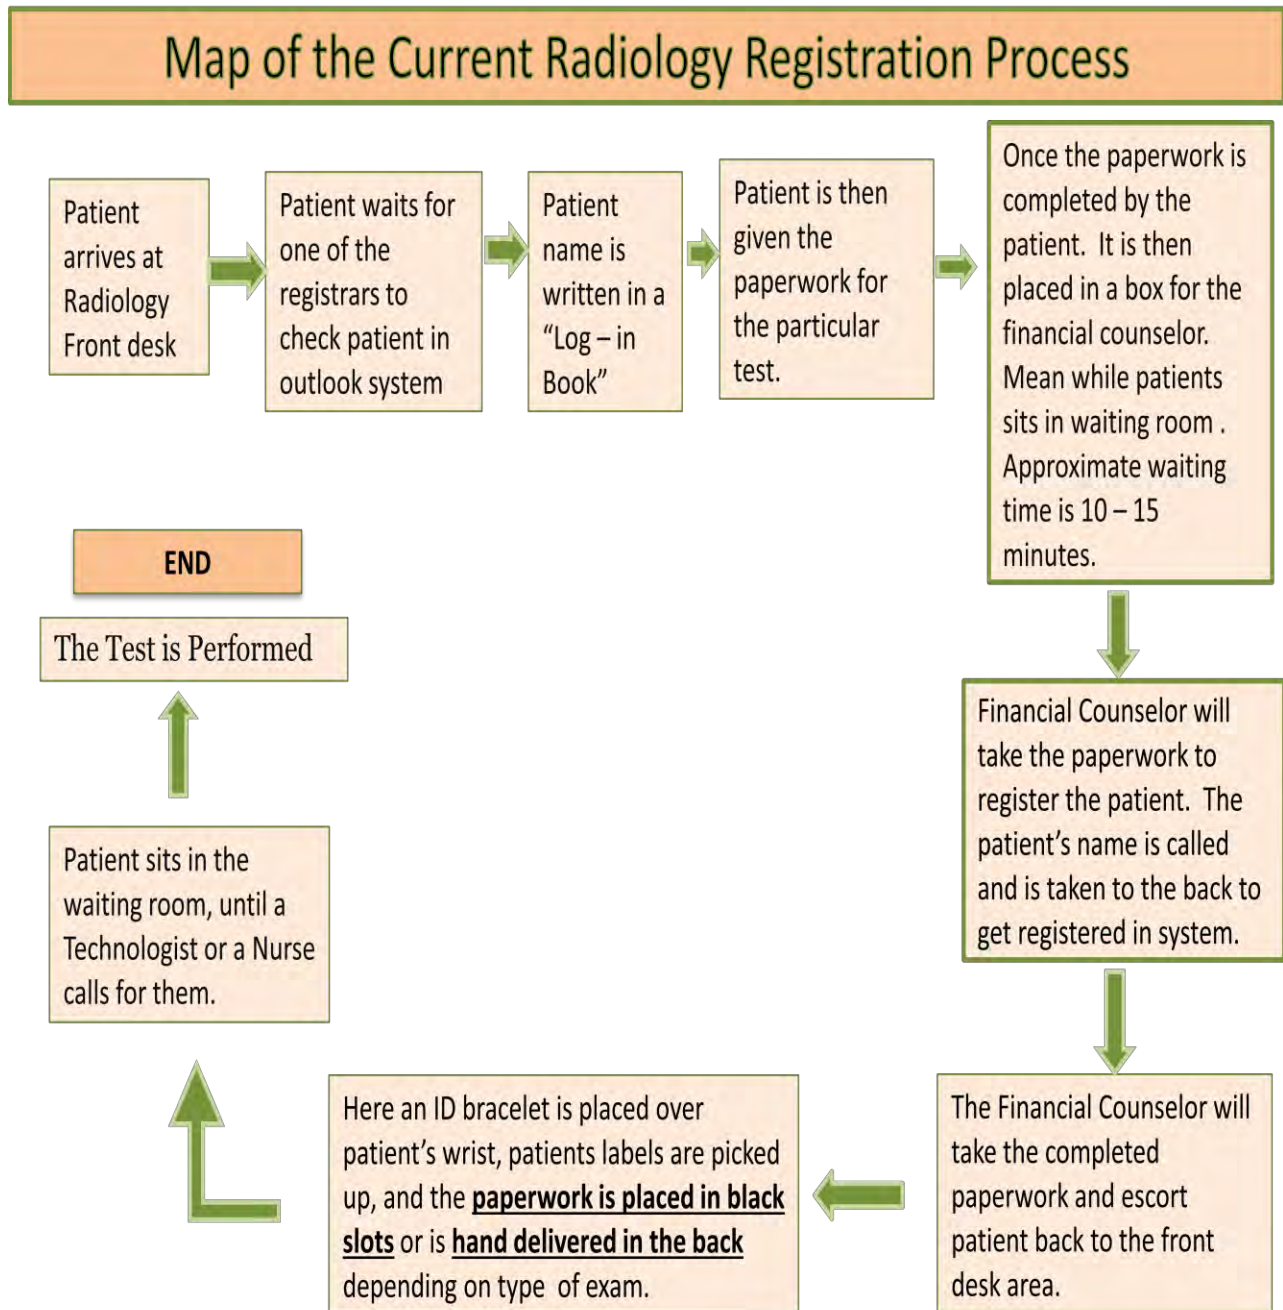 Map of the Current Radiology Registration Process
Patient
arrives at
Radiology
Front desk
Patient waits for
one of the
registrars to
check patient in
outlook system
Patient
name is
written in a
“Log – in
Book”
Patient is then
given the
paperwork for
the particular
test.
Once the paperwork is
completed by the
patient.  It is then
placed in a box for the
financial counselor.
Mean while patients
sits in waiting room .
Approximate waiting
time is 10 – 15
minutes.
Financial Counselor will
take the paperwork to
register the patient.  The
patient’s name is called
and is taken to the back to
get registered in system.
The Financial Counselor will
take the completed
paperwork and escort
patient back to the front
desk area.
Here an ID bracelet is placed over
patient’s wrist, patients labels are picked
up, and the paperwork is placed in black
slots or is hand delivered in the back
depending on type  of exam.
Patient sits in the
waiting room, until a
Technologist or a Nurse
calls for them.
The Test is Performed
END